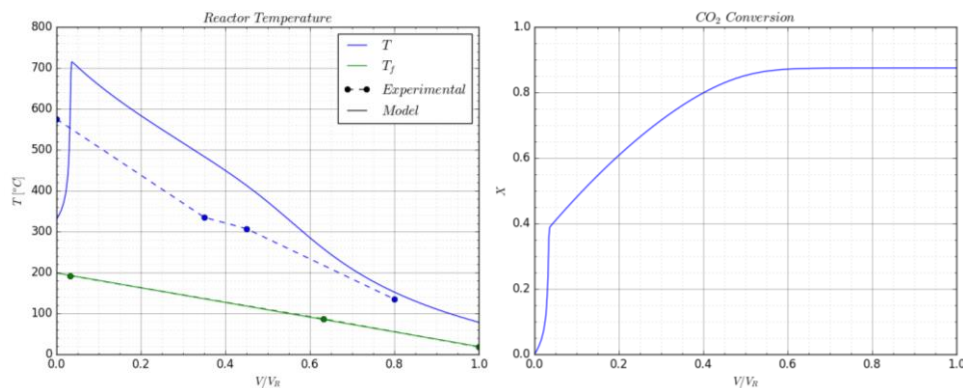 Reactor Temperature
800
700
600
500
400
300
200
100
0
T [°C]
0.0 0.2 0.4 0.6 0.8 1.0
V/V_R
T
T_f
Experimental
Model
CO₂ Conversion
1.0
0.8
0.6
0.4
0.2
0.0
X
0.0 0.2 0.4 0.6 0.8 1.0
V/V_R